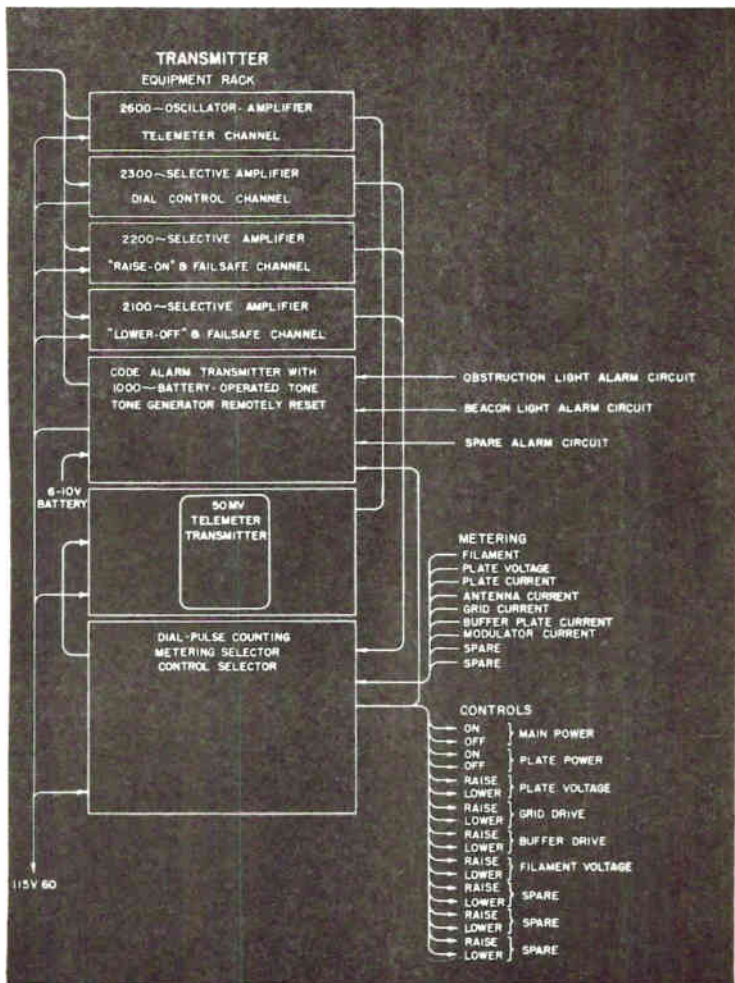 TRANSMITTER
EQUIPMENT RACK
2600~OSCILLATOR-AMPLIFIER
TELEMETER CHANNEL
2300~SELECTIVE AMPLIFIER
DIAL CONTROL CHANNEL
2200~SELECTIVE AMPLIFIER
"RAISE-ON" & FAILSAFE CHANNEL
2100~SELECTIVE AMPLIFIER
"LOWER-OFF" & FAILSAFE CHANNEL
CODE ALARM TRANSMITTER WITH
1000~BATTERY-OPERATED TONE
TONE GENERATOR REMOTELY RESET
OBSTRUCTION LIGHT ALARM CIRCUIT
BEACON LIGHT ALARM CIRCUIT
SPARE ALARM CIRCUIT
6-10V
BATTERY
50MV
TELEMETER
TRANSMITTER
METERING
FILAMENT
PLATE VOLTAGE
PLATE CURRENT
ANTENNA CURRENT
GRID CURRENT
BUFFER PLATE CURRENT
MODULATOR CURRENT
SPARE
SPARE
DIAL-PULSE COUNTING
METERING SELECTOR
CONTROL SELECTOR
CONTROLS
ON
OFF
MAIN POWER
ON
OFF
PLATE POWER
RAISE
LOWER
PLATE VOLTAGE
RAISE
LOWER
GRID DRIVE
RAISE
LOWER
BUFFER DRIVE
RAISE
LOWER
FILAMENT VOLTAGE
RAISE
LOWER
SPARE
RAISE
LOWER
SPARE
RAISE
LOWER
SPARE
115V 60